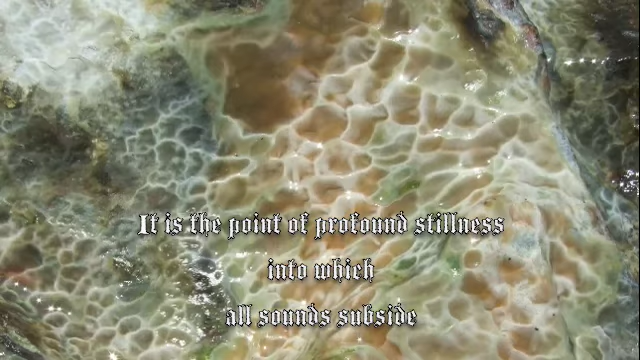 It is the point of profound stillness
into which
all sounds subside